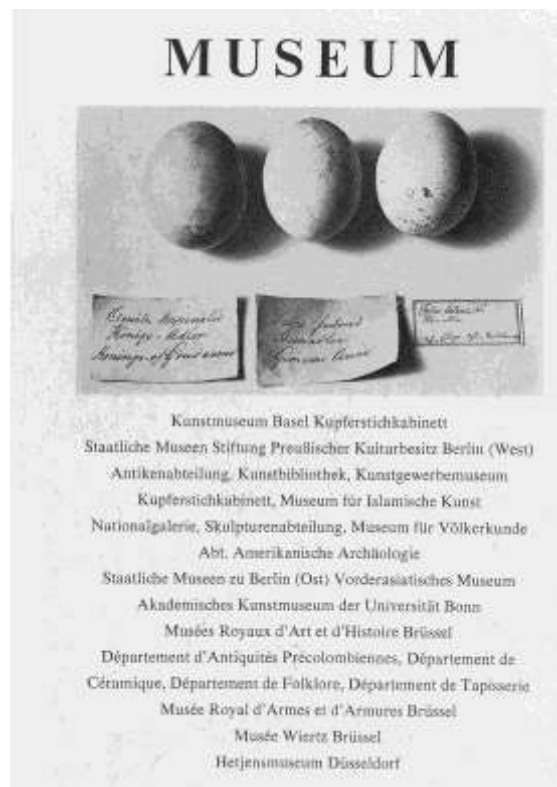 MUSEUM
Kunstmuseum Basel Kupferstichkabinett
Staatliche Museen Stiftung Preußischer Kulturbesitz Berlin (West)
Antikenabteilung, Kunstbibliothek, Kunstgewerbemuseum
Kupferstichkabinett, Museum für Islamische Kunst
Nationalgalerie, Skulpturenabteilung, Museum für Völkerkunde
Abt. Amerikanische Archäologie
Staatliche Museen zu Berlin (Ost) Vorderasiatisches Museum
Akademisches Kunstmuseum der Universität Bonn
Musées Royaux d'Art et d'Histoire Brüssel
Département d'Antiquités Précolombiennes, Département de
Céramique, Département de Folklore, Département de Tapisserie
Musée Royal d'Armes et d'Armures Brüssel
Musée Wiertz Brüssel
Hetjensmuseum Düsseldorf